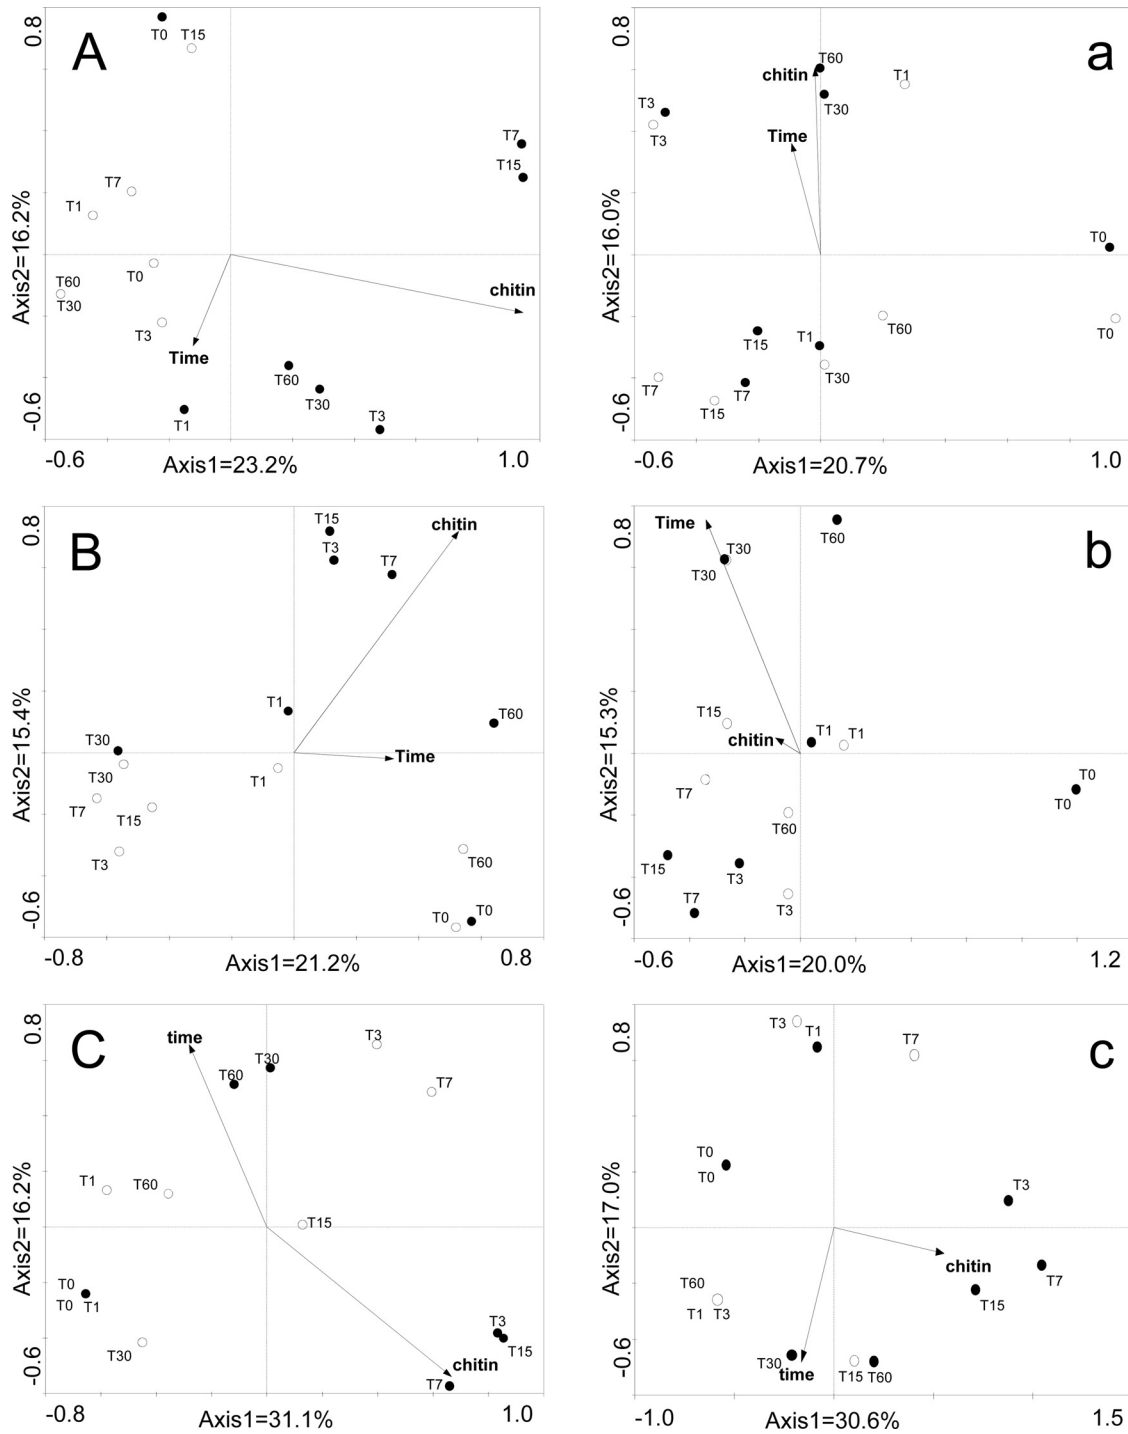 A
0.8
T0 T15
T7
T15
T7
T1
T0
T60
T30
T3
chitin
Time
T60
T30
T1
T3
Axis2=16.2%
-0.6
-0.6
Axis1=23.2%
1.0
a
0.8
T60
chitin
T1
T30
T3
T3
Time
T0
T0
T60
T15
T1
T30
T7
T7
T15
Axis2=16.0%
-0.6
-0.6
Axis1=20.7%
1.0
B
0.8
T15
chitin
T3
T7
T1
T60
T30
Time
T30
T1
T7
T15
T3
T60
T0
T0
Axis2=15.4%
-0.6
-0.8
Axis1=21.2%
0.8
b
0.8
Time
T60
T30
T30
T15
chitin
T1
T1
T7
T0
T0
T60
T15
T3
T7
T3
Axis2=15.3%
-0.6
-0.6
Axis1=20.0%
1.2
C
0.8
time
T30
T3
T60
T7
T1
T60
T15
T0
T0 T1
T30
T3
T15
chitin
T7
Axis2=16.2%
-0.6
-0.8
Axis1=31.1%
1.0
c
0.8
T3
T1
T7
T0
T0
T3
chitin
T7
T15
T60
T1 T3
T30
time
T15
T60
Axis2=17.0%
-0.6
-1.0
Axis1=30.6%
1.5